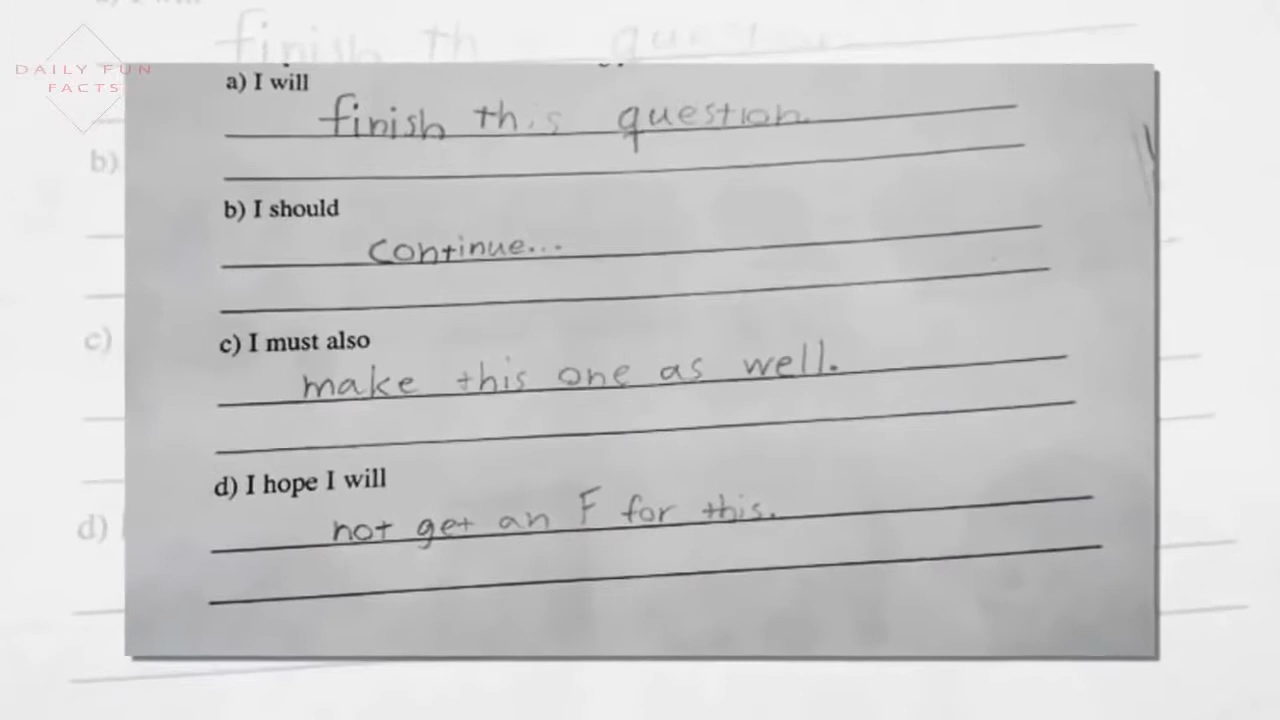 DAILY FUN
FACTS
a) I will
finish this question.
b) I should
continue...
c) I must also
make this one as well.
d) I hope I will
not get an F for this.